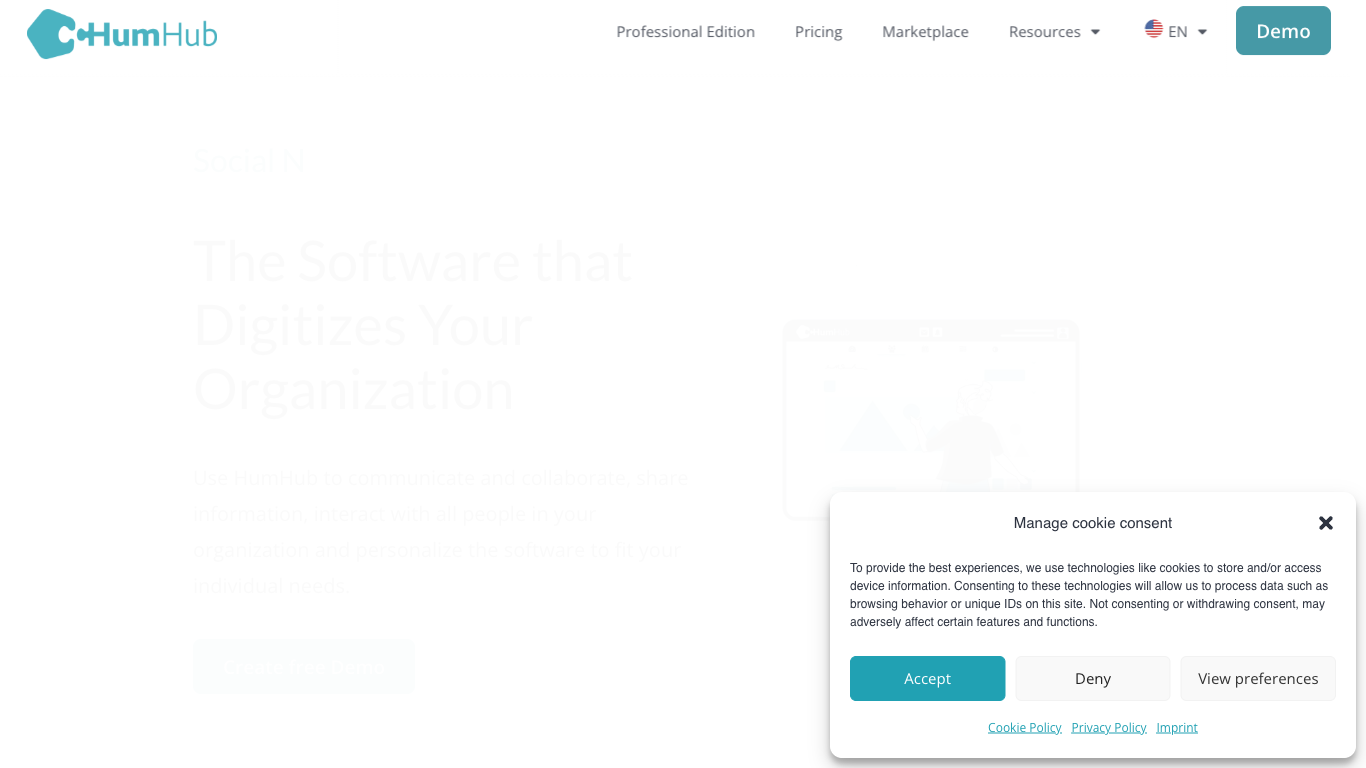 HumHub
Professional Edition
Pricing
Marketplace
Resources
EN
Demo
Social N
The Software that
Digitizes Your
Organization
Use HumHub to communicate and collaborate, share
information, interact with all people in your
organization and personalize the software to fit your
individual needs.
Create free Demo
Manage cookie consent
To provide the best experiences, we use technologies like cookies to store and/or access
device information. Consenting to these technologies will allow us to process data such as
browsing behavior or unique IDs on this site. Not consenting or withdrawing consent, may
adversely affect certain features and functions.
Accept
Deny
View preferences
Cookie Policy
Privacy Policy
Imprint